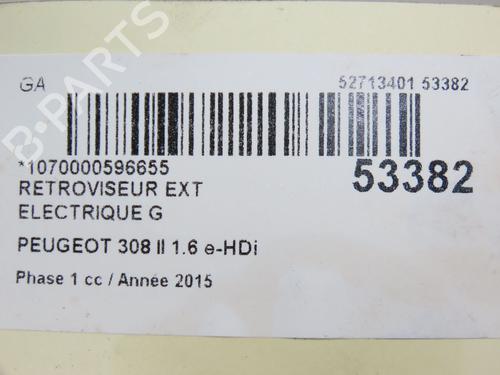 GA
52713401 53382
*1070000596655
53382
RETROVISEUR EXT
ELECTRIQUE G
PEUGEOT 308 II 1.6 e-HDi
Phase 1 cc / Année 2015
B-PARTS